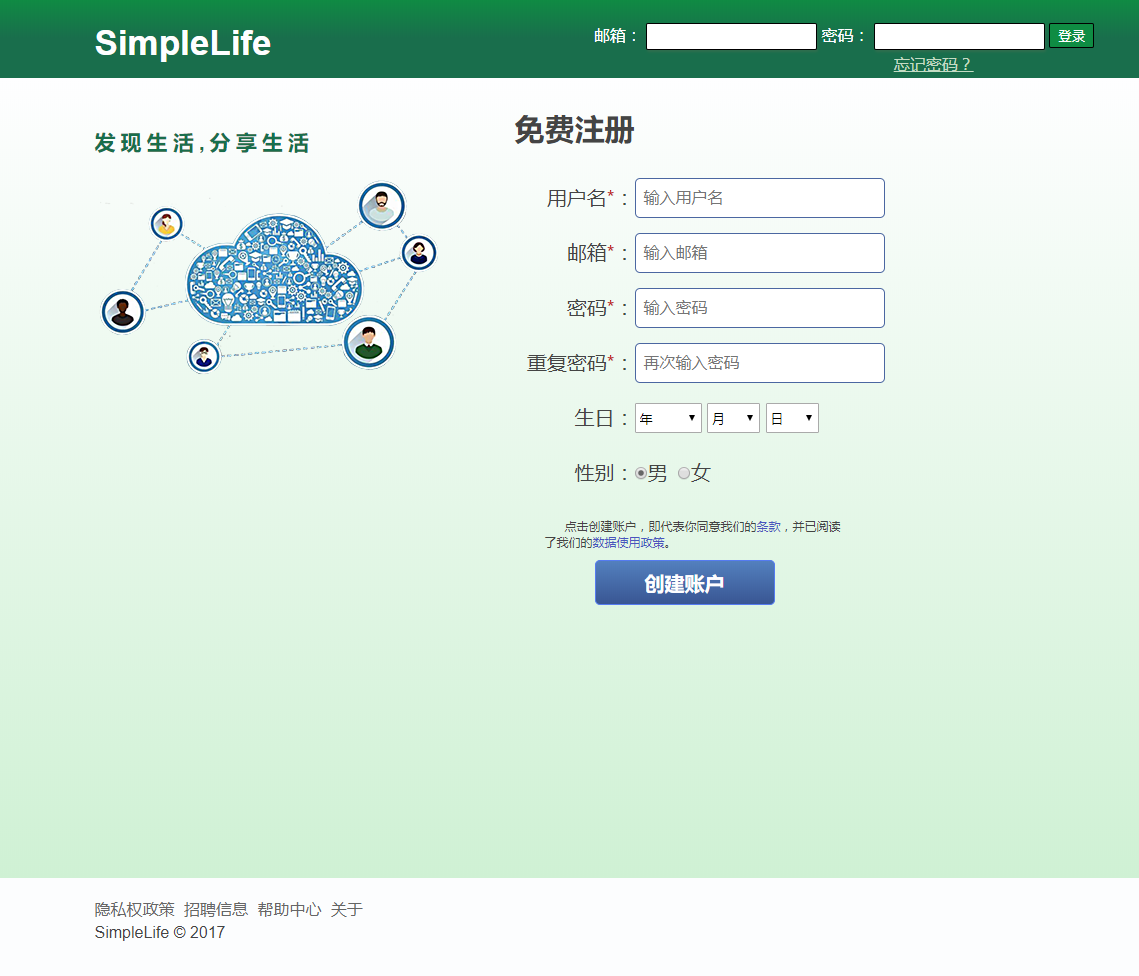 SimpleLife
邮箱： 密码： 登录
忘记密码？
发现生活,分享生活
免费注册
用户名*： 输入用户名
邮箱*： 输入邮箱
密码*： 输入密码
重复密码*： 再次输入密码
生日： 年 月 日
性别： 男 女
点击创建账户，即代表你同意我们的条款，并已阅读
了我们的数据使用政策。
创建账户
隐私权政策 招聘信息 帮助中心 关于
SimpleLife © 2017